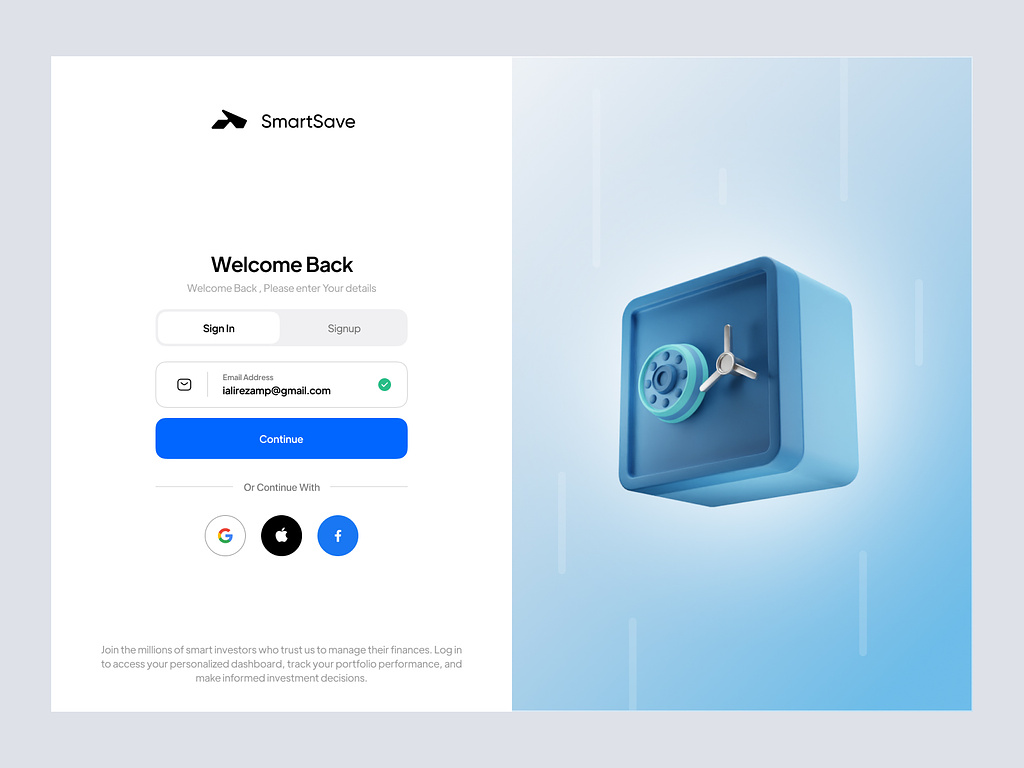 SmartSave
Welcome Back
Welcome Back , Please enter Your details
Sign In
Signup
Email Address
ialirezamp@gmail.com
Continue
Or Continue With
Join the millions of smart investors who trust us to manage their finances. Log in
to access your personalized dashboard, track your portfolio performance, and
make informed investment decisions.